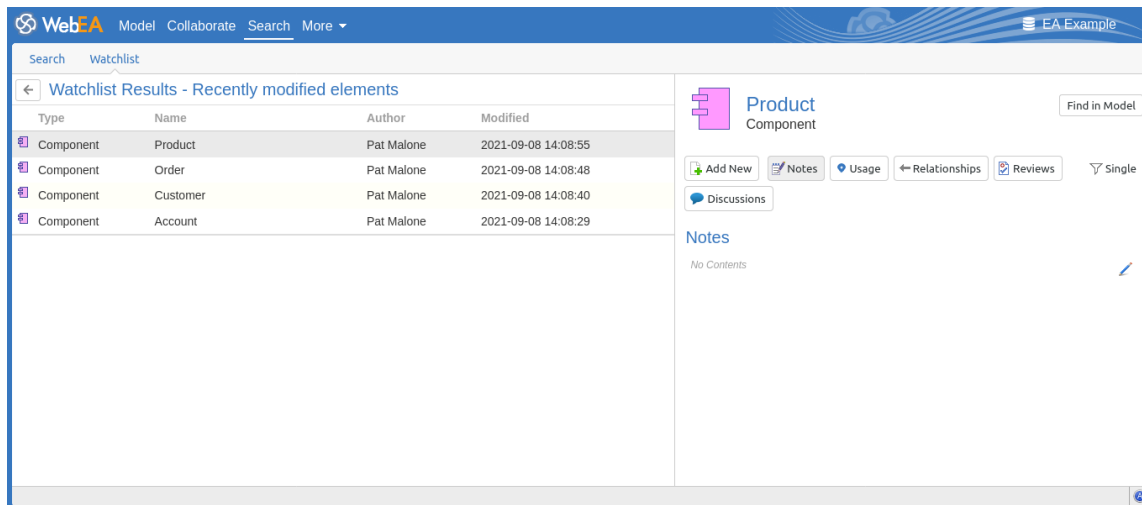 WebEA Model Collaborate Search More EA Example
Search Watchlist
Watchlist Results - Recently modified elements
Type Name Author Modified
Component Product Pat Malone 2021-09-08 14:08:55
Component Order Pat Malone 2021-09-08 14:08:48
Component Customer Pat Malone 2021-09-08 14:08:40
Component Account Pat Malone 2021-09-08 14:08:29
Product
Component
Find in Model
Add New Notes Usage Relationships Reviews Single
Discussions
Notes
No Contents